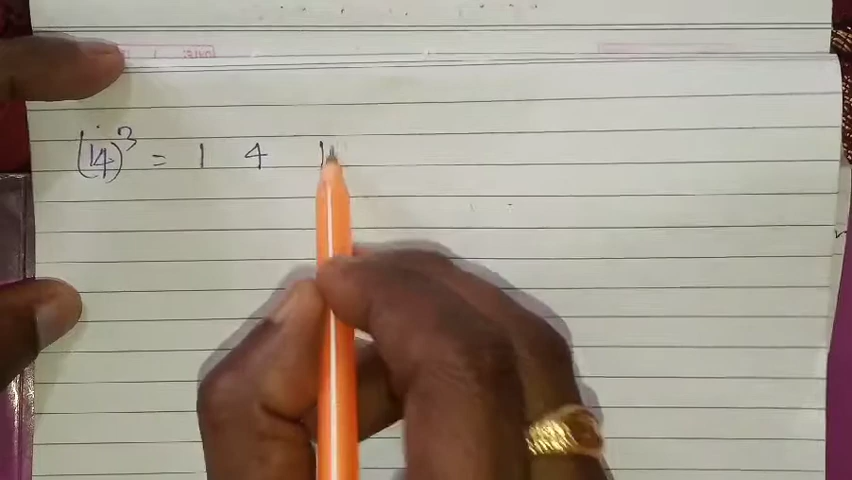 (14)³ = 1 4 1